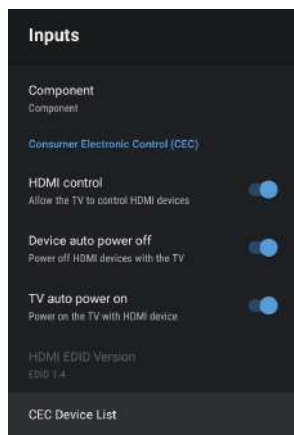 Inputs
Component
Component
Consumer Electronic Control (CEC)
HDMI control
Allow the TV to control HDMI devices
Device auto power off
Power off HDMI devices with the TV
TV auto power on
Power on the TV with HDMI device
HDMI EDID Version
EDID 1.4
CEC Device List